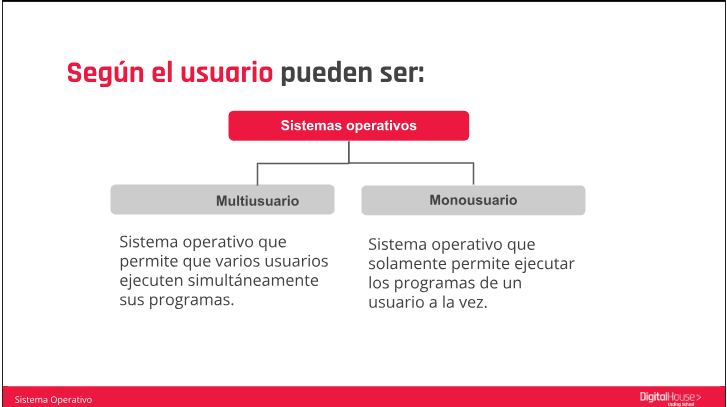 Según el usuario pueden ser:
Sistemas operativos
Multiusuario
Sistema operativo que
permite que varios usuarios
ejecuten simultáneamente
sus programas.
Monousuario
Sistema operativo que
solamente permite ejecutar
los programas de un
usuario a la vez.
Sistema Operativo
DigitalHouse>
Coding School